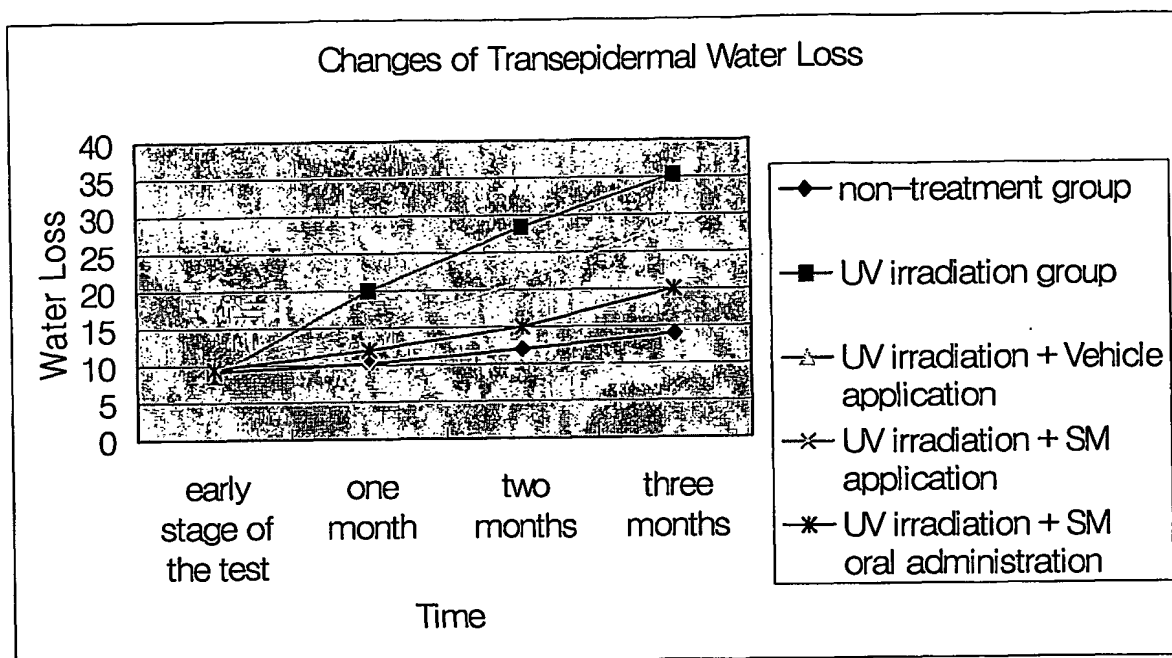 Changes of Transepidermal Water Loss
40
35
30
25
20
15
10
5
0
Water Loss
early
stage of
the test
one
month
two
months
three
months
Time
non-treatment group
UV irradiation group
UV irradiation + Vehicle
application
UV irradiation + SM
application
UV irradiation + SM
oral administration